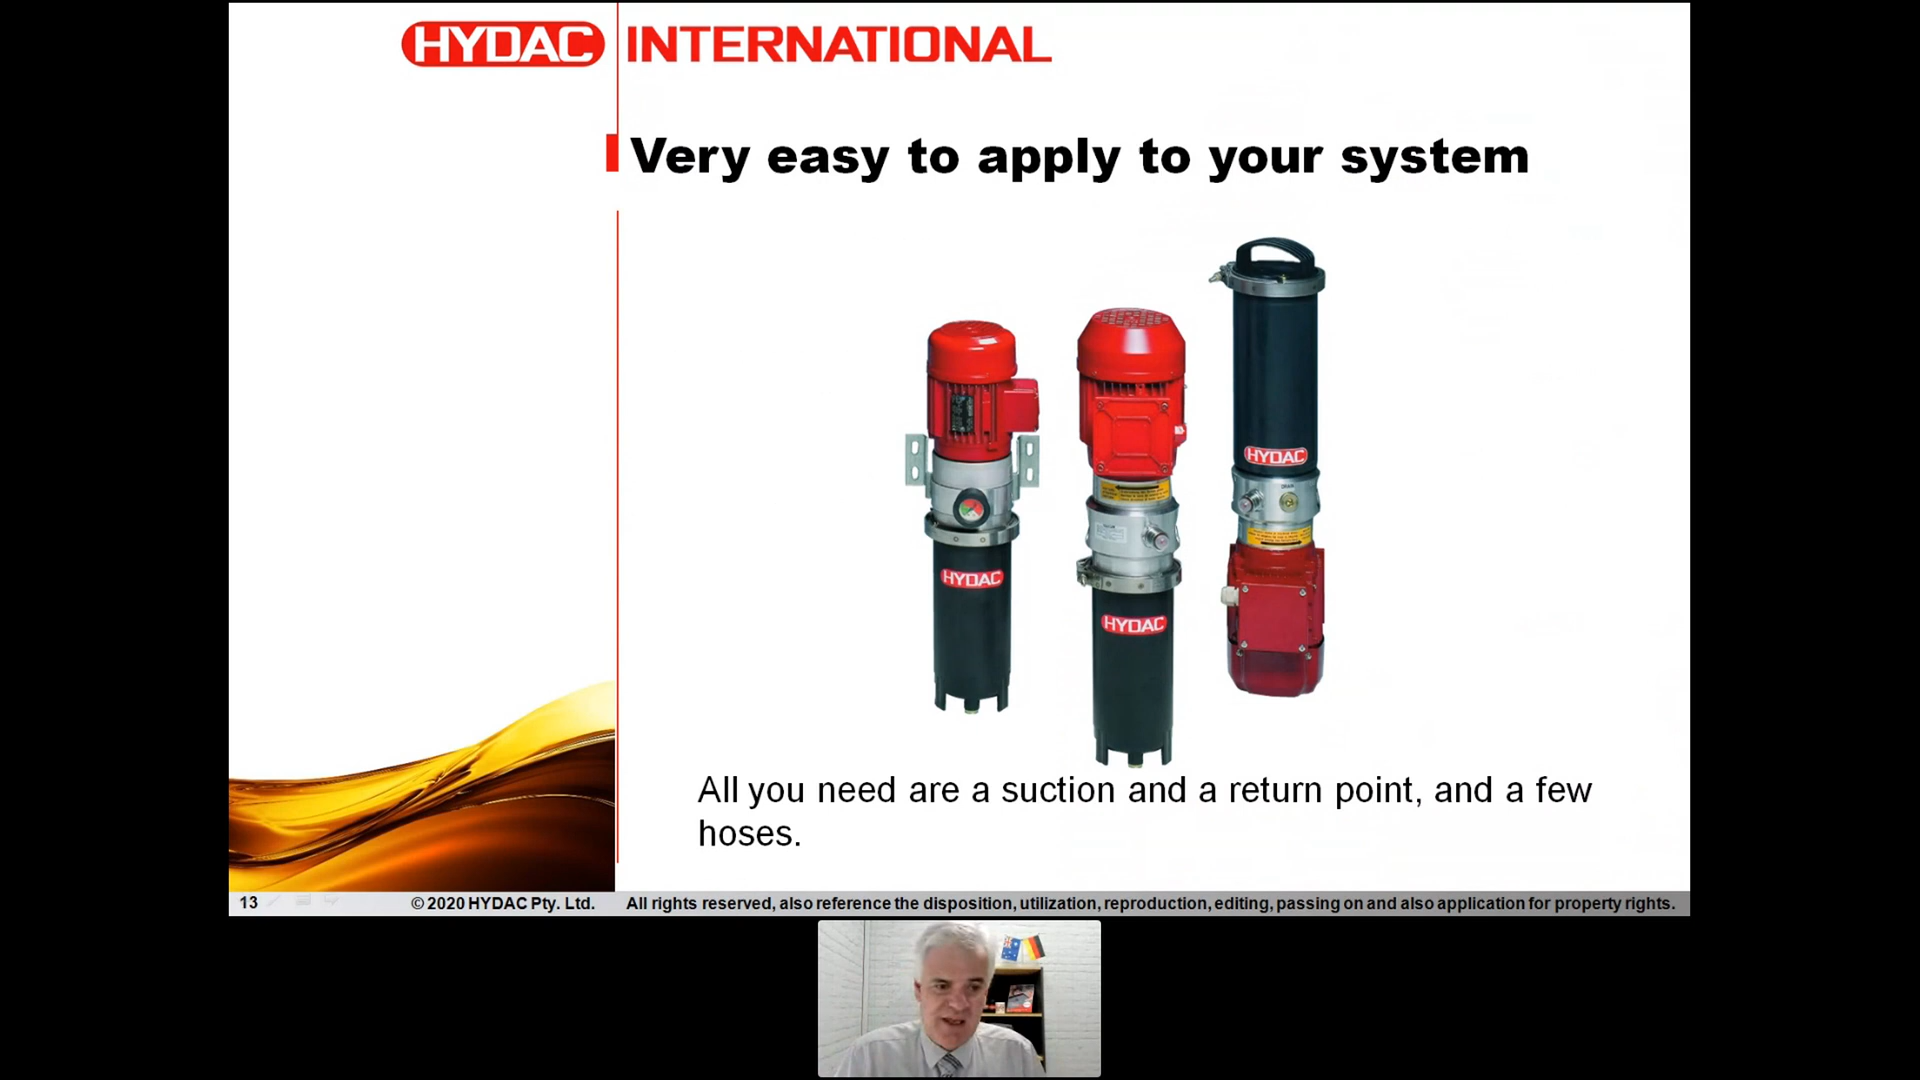 HYDAC INTERNATIONAL
Very easy to apply to your system
HYDAC
DRAIN
HYDAC
HYDAC
All you need are a suction and a return point, and a few
hoses.
13
© 2020 HYDAC Pty. Ltd.
All rights reserved, also reference the disposition, utilization, reproduction, editing, passing on and also application for property rights.